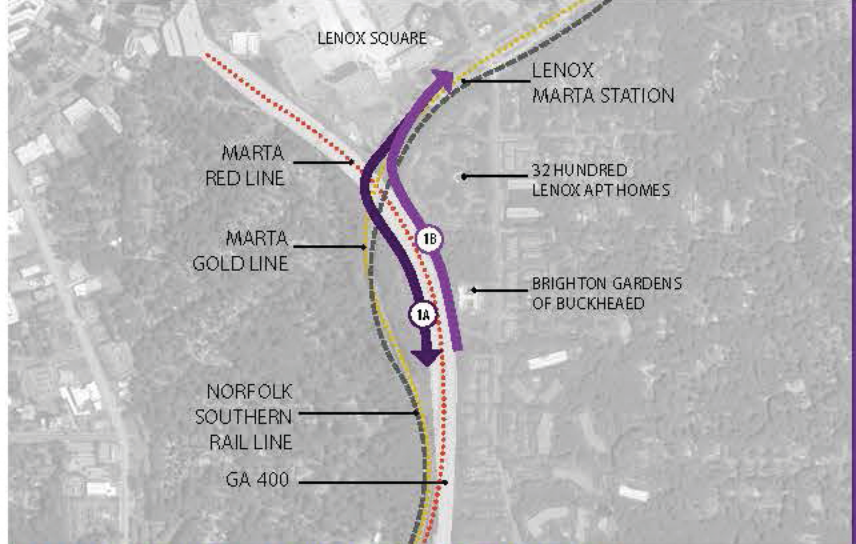 LENOX SQUARE
LENOX
MARTA STATION
MARTA
RED LINE
32 HUNDRED
LENOX APT HOMES
MARTA
GOLD LINE
1B
BRIGHTON GARDENS
OF BUCKHEAED
1A
NORFOLK
SOUTHERN
RAIL LINE
GA 400